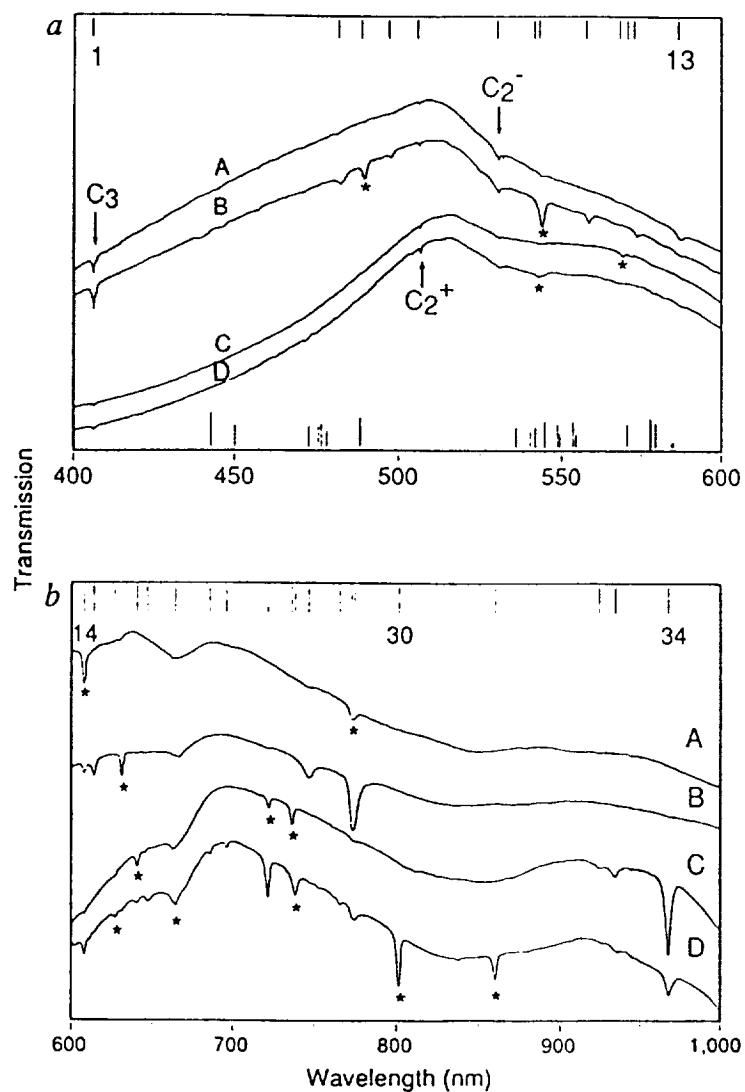 a
1
13
C2-
C3
A
B
*
*
*
C2+
*
C
D
400
450
500
550
600
Transmission
b
14
30
34
*
*
A
*
B
*
*
*
C
*
*
*
D
*
*
600
700
800
900
1,000
Wavelength (nm)